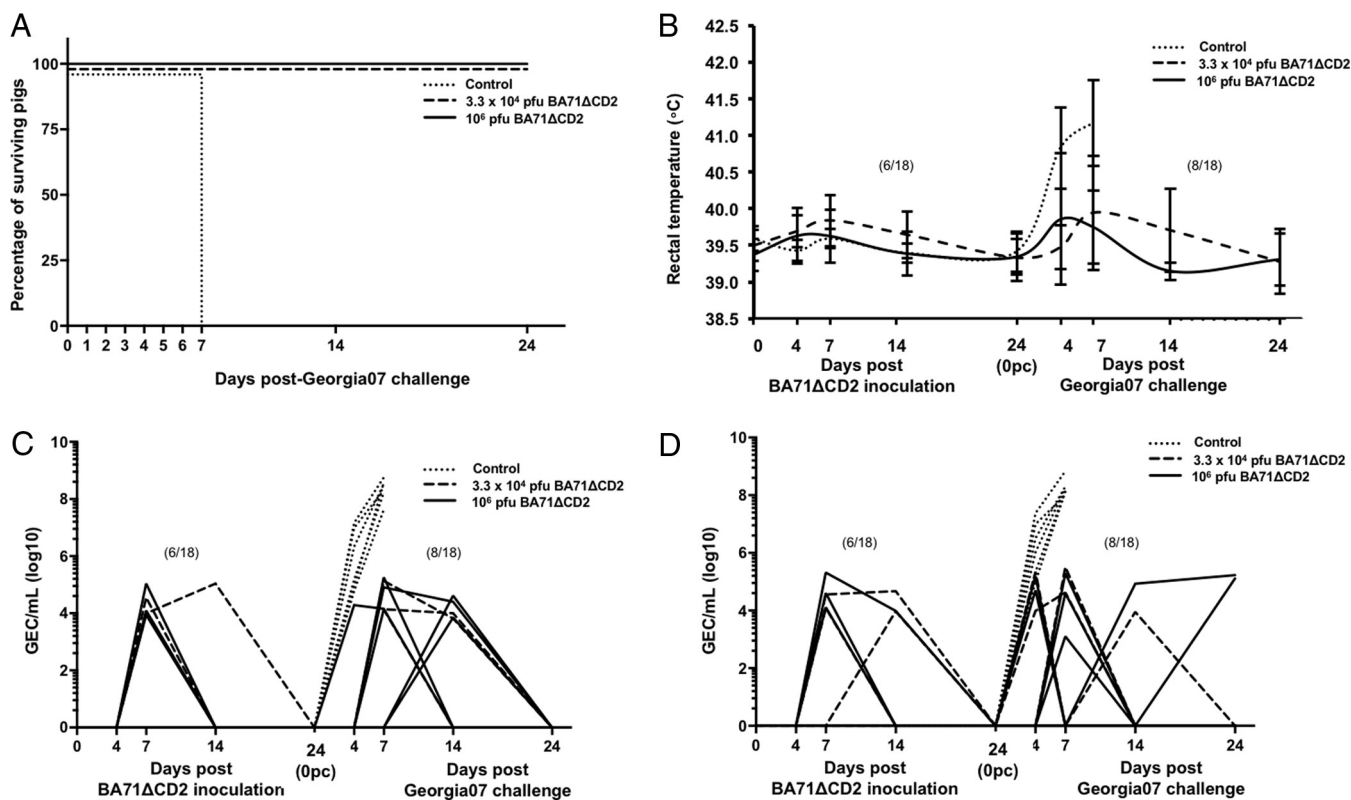 A
Percentage of surviving pigs
100
75
50
25
0
Control
3.3 x 10⁴ pfu BA71ΔCD2
10⁶ pfu BA71ΔCD2
0 1 2 3 4 5 6 7 14 24
Days post-Georgia07 challenge
B
Rectal temperature (°C)
42.5
42.0
41.5
41.0
40.5
40.0
39.5
39.0
38.5
Control
3.3 x 10⁴ pfu BA71ΔCD2
10⁶ pfu BA71ΔCD2
(6/18) (8/18)
0 4 7 14 24 4 7 14 24
Days post (0pc) Days post
BA71ΔCD2 inoculation Georgia07 challenge
C
GEC/mL (log10)
10
8
6
4
2
0
Control
3.3 x 10⁴ pfu BA71ΔCD2
10⁶ pfu BA71ΔCD2
(6/18) (8/18)
0 4 7 14 24 4 7 14 24
Days post (0pc) Days post
BA71ΔCD2 inoculation Georgia07 challenge
D
GEC/mL (log10)
10
8
6
4
2
0
Control
3.3 x 10⁴ pfu BA71ΔCD2
10⁶ pfu BA71ΔCD2
(6/18) (8/18)
0 4 7 14 24 4 7 14 24
Days post (0pc) Days post
BA71ΔCD2 inoculation Georgia07 challenge